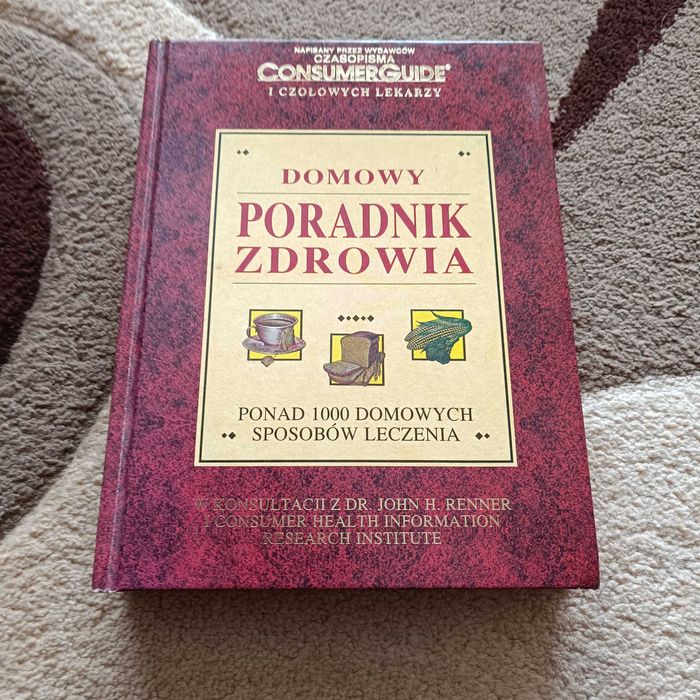 NAPISANY PRZEZ WYDAWCÓW
CZASOPISMA
CONSUMERGUIDE®
I CZOŁOWYCH LEKARZY
DOMOWY
PORADNIK
ZDROWIA
PONAD 1000 DOMOWYCH
SPOSOBÓW LECZENIA
W KONSULTACJI Z DR. JOHN H. RENNER
I CONSUMER HEALTH INFORMATION
RESEARCH INSTITUTE